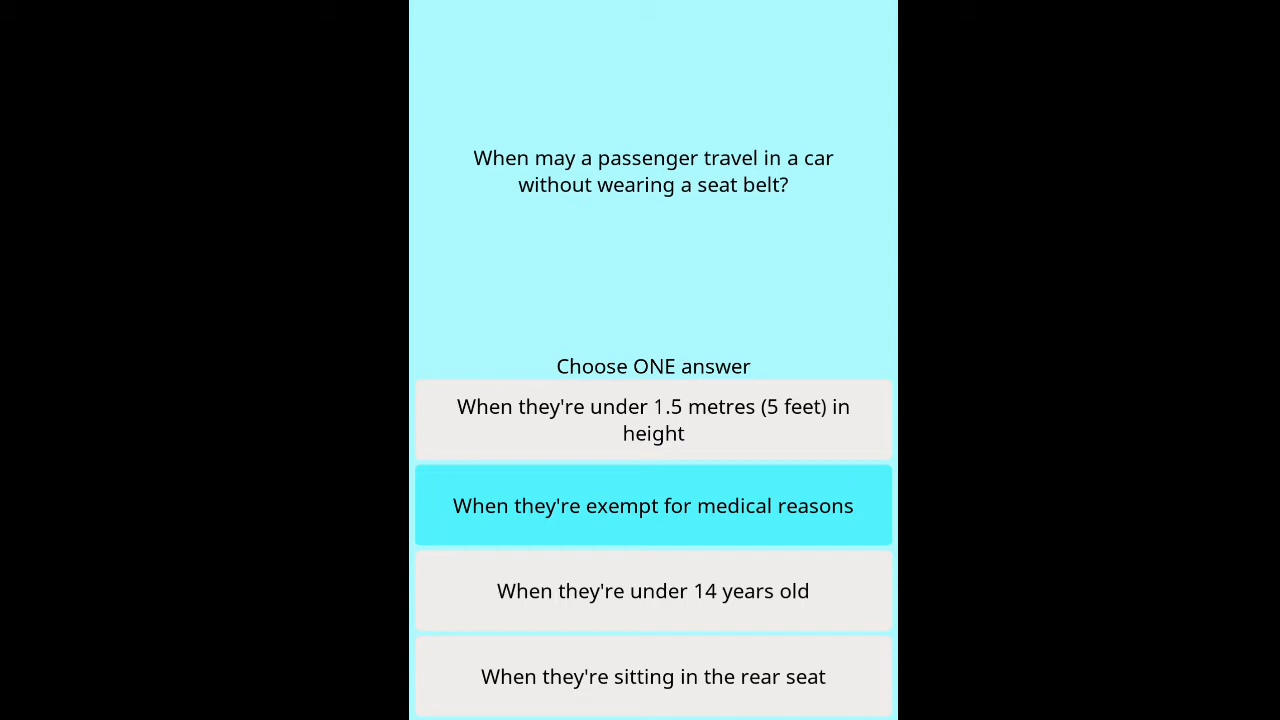 When may a passenger travel in a car
without wearing a seat belt?
Choose ONE answer
When they're under 1.5 metres (5 feet) in
height
When they're exempt for medical reasons
When they're under 14 years old
When they're sitting in the rear seat